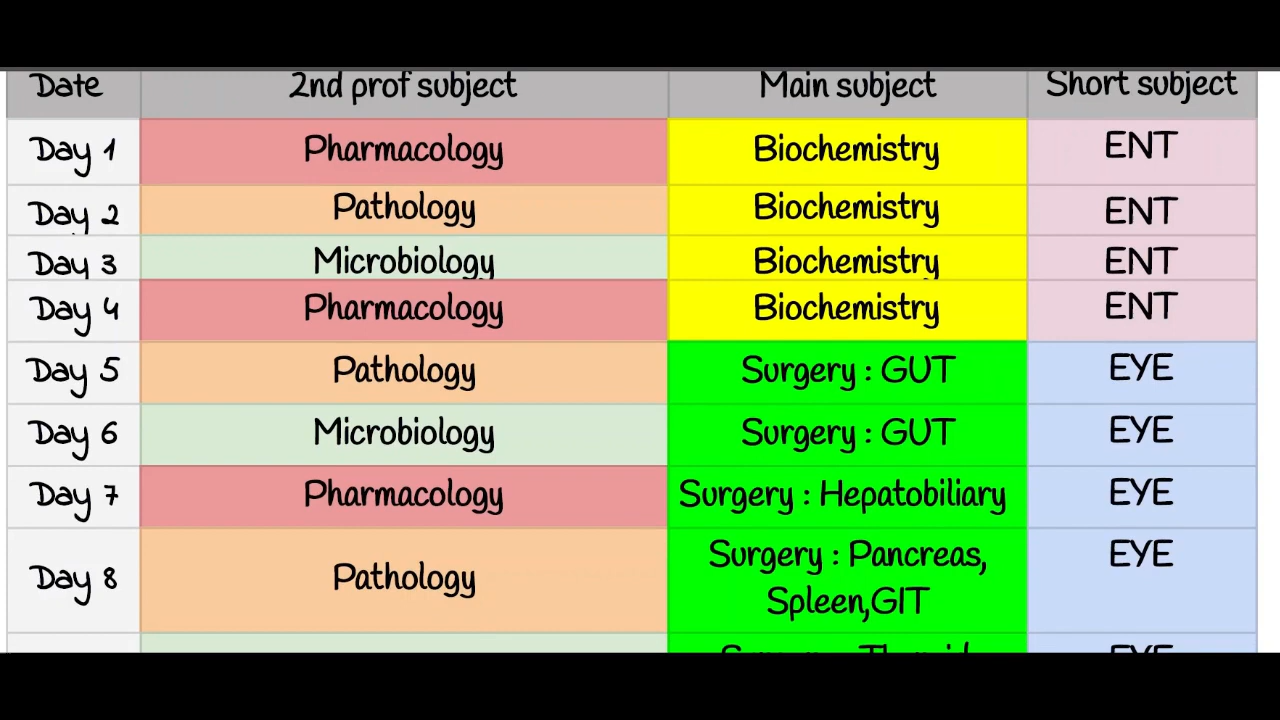 Date 2nd prof subject Main subject Short subject
Day 1 Pharmacology Biochemistry ENT
Day 2 Pathology Biochemistry ENT
Day 3 Microbiology Biochemistry ENT
Day 4 Pharmacology Biochemistry ENT
Day 5 Pathology Surgery : GUT EYE
Day 6 Microbiology Surgery : GUT EYE
Day 7 Pharmacology Surgery : Hepatobiliary EYE
Day 8 Pathology Surgery : Pancreas, EYE
Spleen,GIT